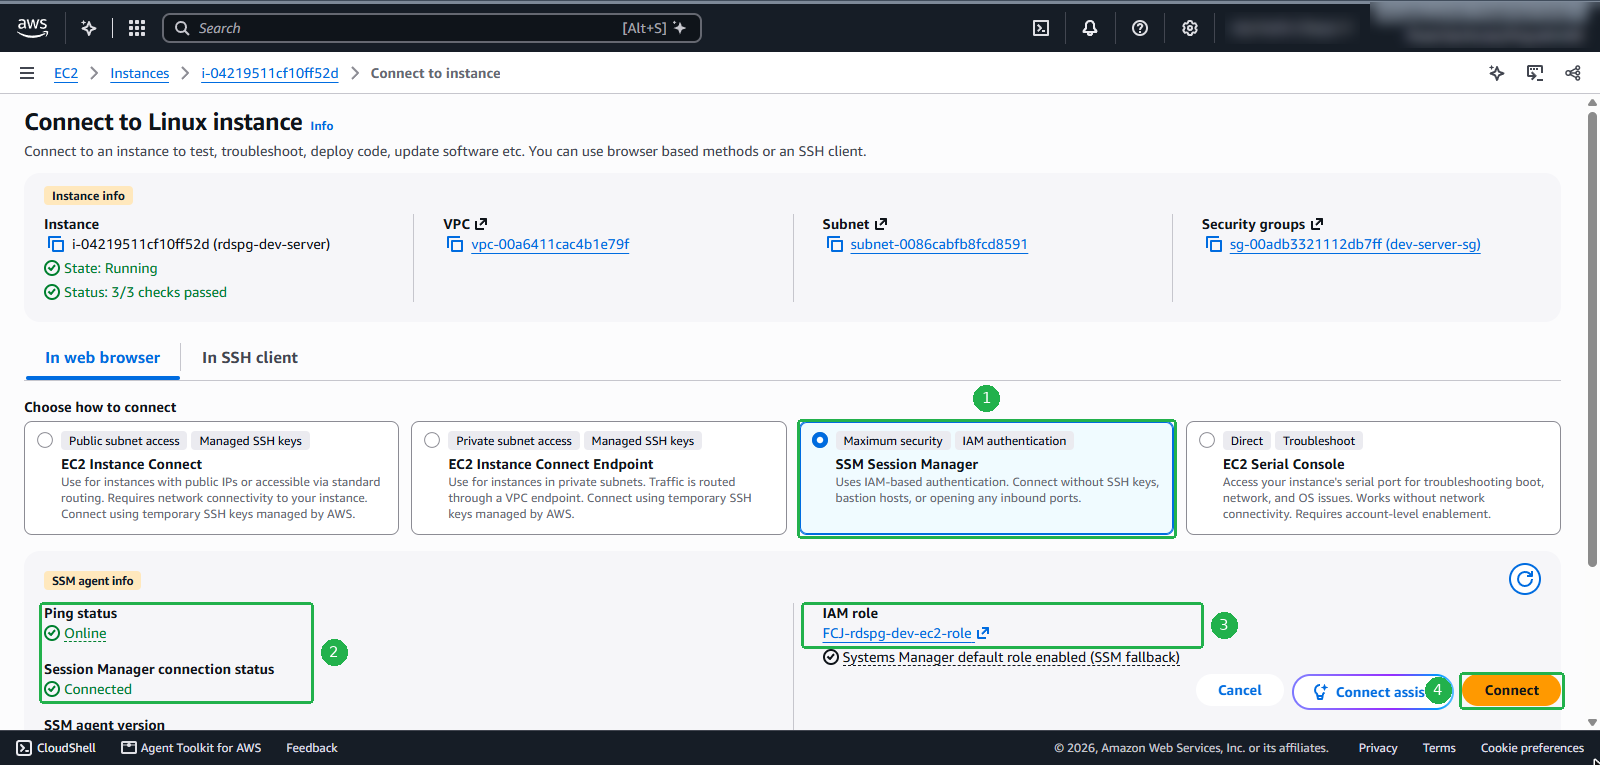 aws
Search [Alt+S]
EC2 Instances i-04219511cf10ff52d Connect to instance
Connect to Linux instance Info
Connect to an instance to test, troubleshoot, deploy code, update software etc. You can use browser based methods or an SSH client.
Instance info
Instance
i-04219511cf10ff52d (rdspg-dev-server)
State: Running
Status: 3/3 checks passed
VPC
vpc-00a6411cac4b1e79f
Subnet
subnet-0086cabfb8fcd8591
Security groups
sg-00adb3321112db7ff (dev-server-sg)
In web browser In SSH client
Choose how to connect
1
Public subnet access Managed SSH keys
EC2 Instance Connect
Use for instances with public IPs or accessible via standard
routing. Requires network connectivity to your instance.
Connect using temporary SSH keys managed by AWS.
Private subnet access Managed SSH keys
EC2 Instance Connect Endpoint
Use for instances in private subnets. Traffic is routed
through a VPC endpoint. Connect using temporary SSH
keys managed by AWS.
Maximum security IAM authentication
SSM Session Manager
Uses IAM-based authentication. Connect without SSH keys,
bastion hosts, or opening any inbound ports.
Direct Troubleshoot
EC2 Serial Console
Access your instance's serial port for troubleshooting boot,
network, and OS issues. Works without network
connectivity. Requires account-level enablement.
SSM agent info
Ping status
Online
Session Manager connection status
Connected
2
SSM agent version
IAM role
FCJ-rdspg-dev-ec2-role
3
Systems Manager default role enabled (SSM fallback)
Cancel Connect assis 4 Connect
CloudShell Agent Toolkit for AWS Feedback © 2026, Amazon Web Services, Inc. or its affiliates. Privacy Terms Cookie preferences